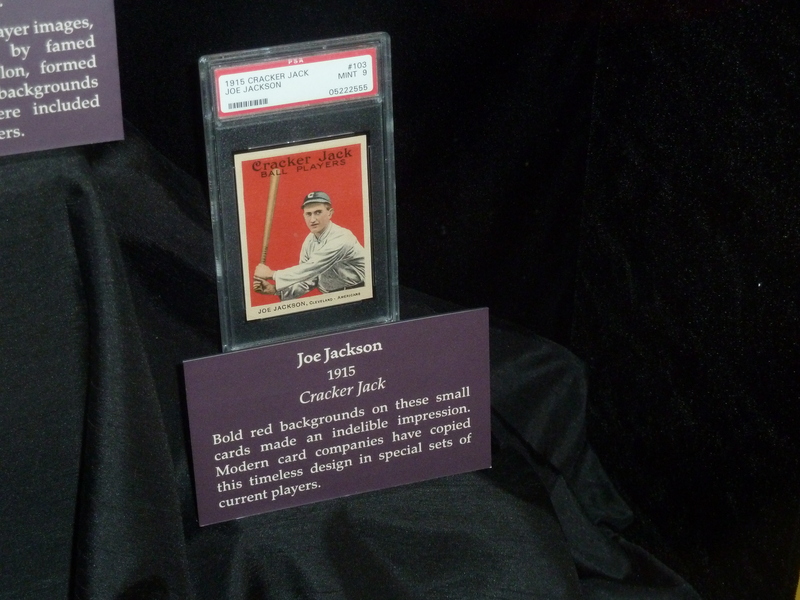 ayer images,
by famed
lon, formed
backgrounds
ere included
ers.
PSA
1915 CRACKER JACK #103
JOE JACKSON MINT 9
05222555
Cracker Jack
BALL PLAYERS
C
JOE JACKSON, CLEVELAND - AMERICANS
Joe Jackson
1915
Cracker Jack
Bold red backgrounds on these small
cards made an indelible impression.
Modern card companies have copied
this timeless design in special sets of
current players.